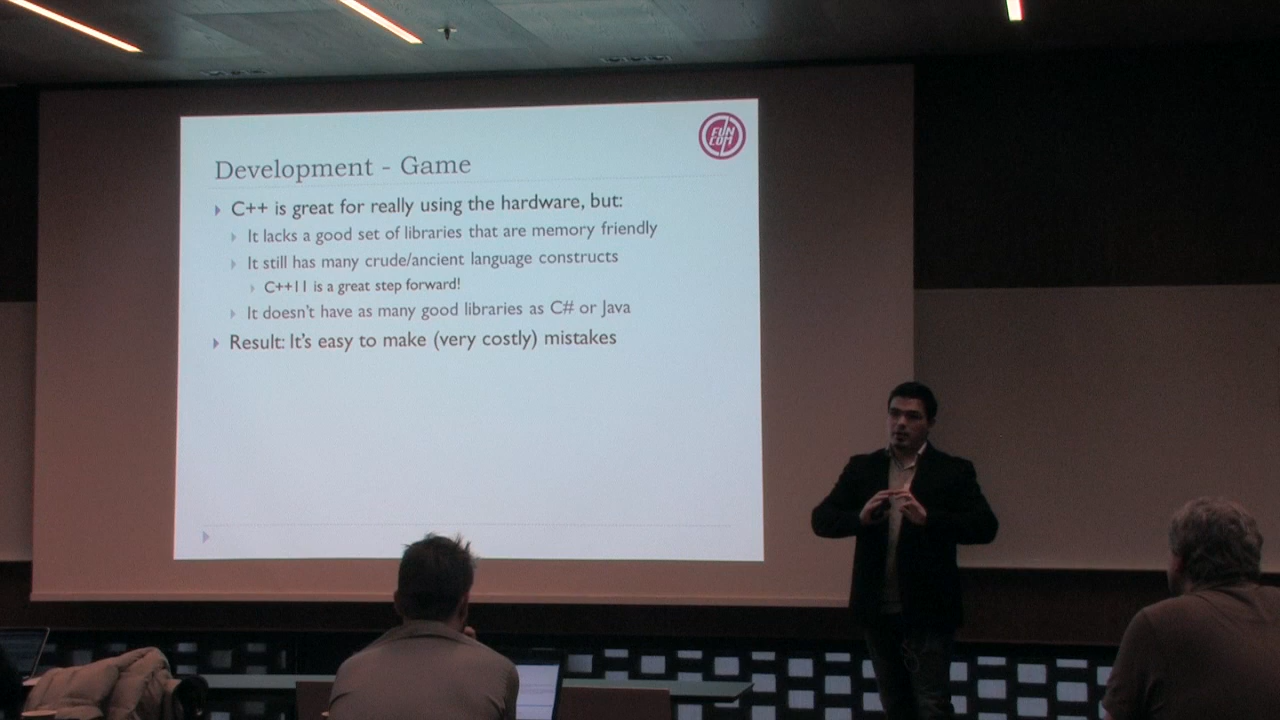 FUN
COM
Development - Game
C++ is great for really using the hardware, but:
It lacks a good set of libraries that are memory friendly
It still has many crude/ancient language constructs
C++11 is a great step forward!
It doesn't have as many good libraries as C# or Java
Result: It's easy to make (very costly) mistakes